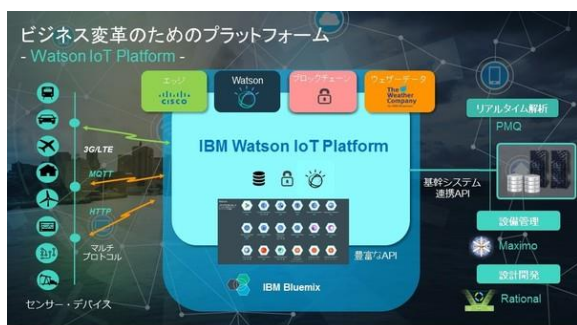 ビジネス変革のためのプラットフォーム
- Watson IoT Platform -
エッジ
CISCO
Watson
ブロックチェーン
ウェザーデータ
The Weather Company
リアルタイム解析
PMQ
3G/LTE
MQTT
HTTP
マルチ
プロトコル
センサー・デバイス
IBM Watson IoT Platform
豊富なAPI
IBM Bluemix
基幹システム
連携API
設備管理
Maximo
設計開発
Rational